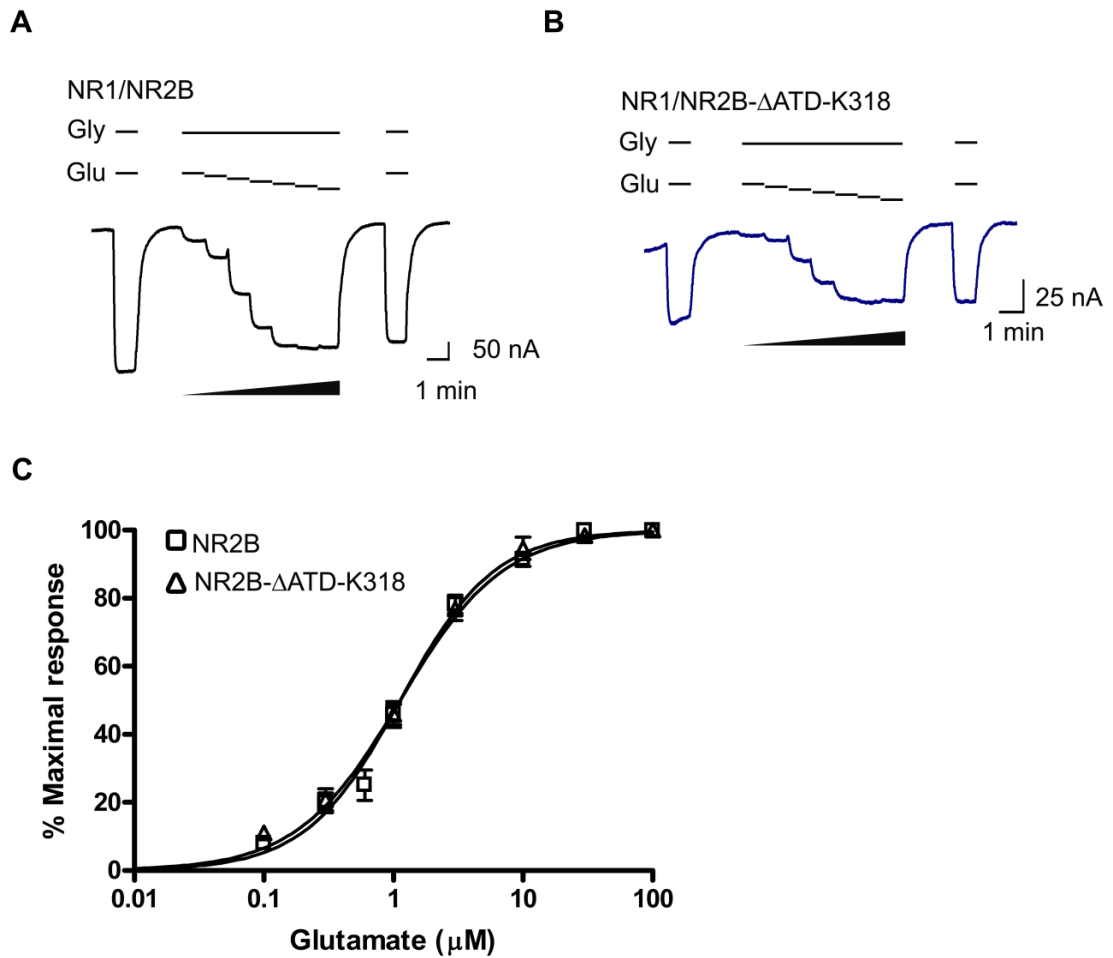 A
B
NR1/NR2B
Gly
Glu
50 nA
1 min
NR1/NR2B-ΔATD-K318
Gly
Glu
25 nA
1 min
C
NR2B
NR2B-ΔATD-K318
% Maximal response
100
80
60
40
20
0
0.01 0.1 1 10 100
Glutamate (μM)